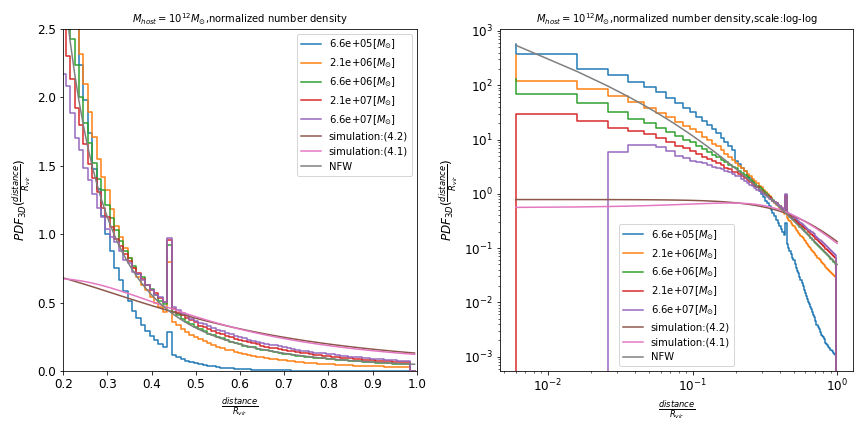 M_host = 10^12 M_⊙,normalized number density
PDF_3D(distance/R_vir)
2.5
2.0
1.5
1.0
0.5
0.0
6.6e+05[M_⊙]
2.1e+06[M_⊙]
6.6e+06[M_⊙]
2.1e+07[M_⊙]
6.6e+07[M_⊙]
simulation:(4.2)
simulation:(4.1)
NFW
0.2 0.3 0.4 0.5 0.6 0.7 0.8 0.9 1.0
distance/R_vir
M_host = 10^12 M_⊙,normalized number density,scale:log-log
PDF_3D(distance/R_vir)
10^3
10^2
10^1
10^0
10^−1
10^−2
10^−3
6.6e+05[M_⊙]
2.1e+06[M_⊙]
6.6e+06[M_⊙]
2.1e+07[M_⊙]
6.6e+07[M_⊙]
simulation:(4.2)
simulation:(4.1)
NFW
10^−2 10^−1 10^0
distance/R_vir